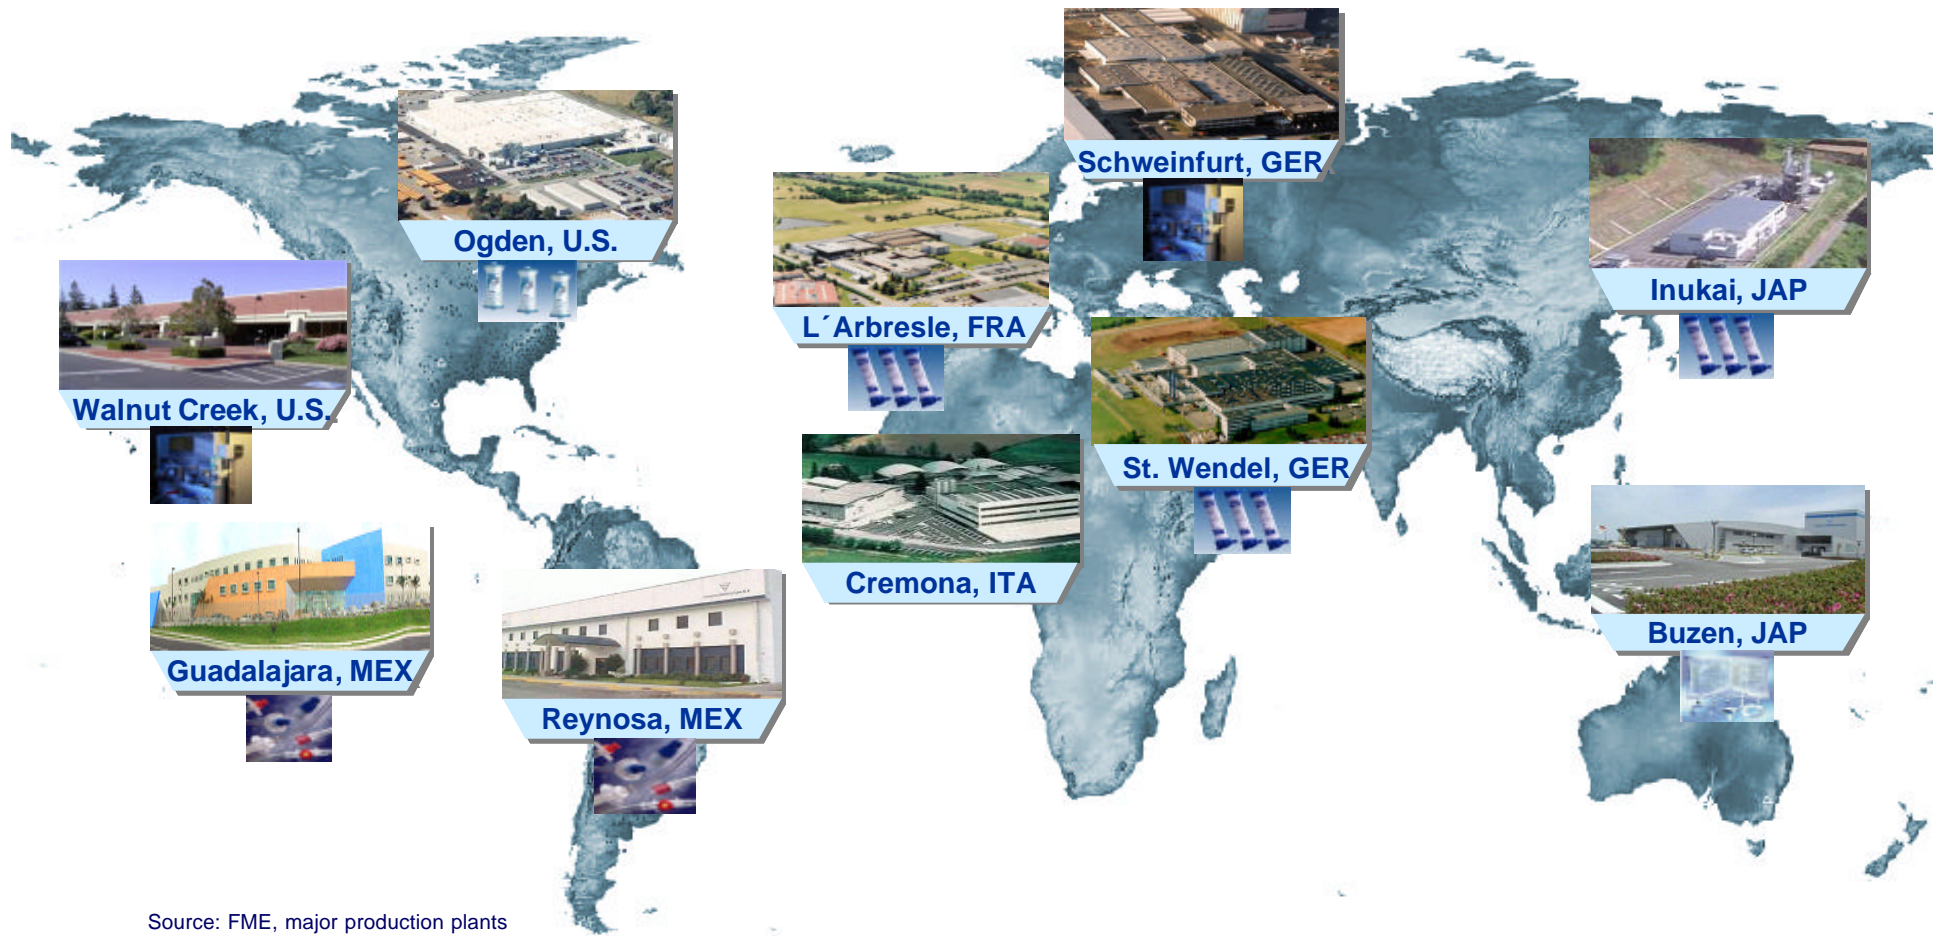 Schweinfurt, GER
Ogden, U.S.
Inukai, JAP
L´Arbresle, FRA
Walnut Creek, U.S.
St. Wendel, GER
Cremona, ITA
Buzen, JAP
Guadalajara, MEX
Reynosa, MEX
Source: FME, major production plants